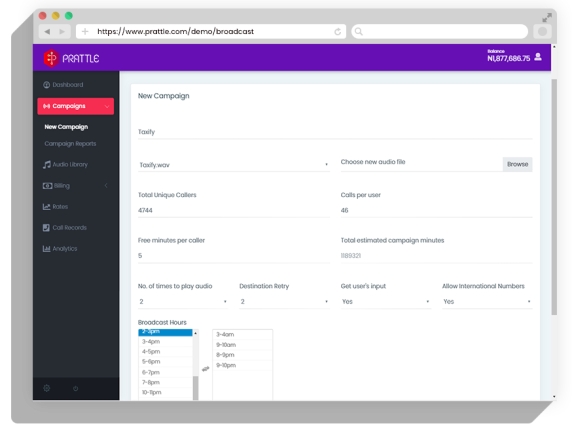 https://www.prattle.com/demo/broadcast
PRATTLE
Balance
N1,877,686.75
Dashboard
Campaigns
New Campaign
Campaign Reports
Audio Library
Billing
Rates
Call Records
Analytics
New Campaign
Taxify
Taxify.wav
Choose new audio file
Browse
Total Unique Callers
Calls per user
4744
46
Free minutes per caller
Total estimated campaign minutes
5
1189321
No. of times to play audio
Destination Retry
Get user's input
Allow International Numbers
2
2
Yes
Yes
Broadcast Hours
2-3pm
3-4pm
4-5pm
5-6pm
6-7pm
7-8pm
10-11pm
3-4am
9-10am
8-9pm
9-10pm